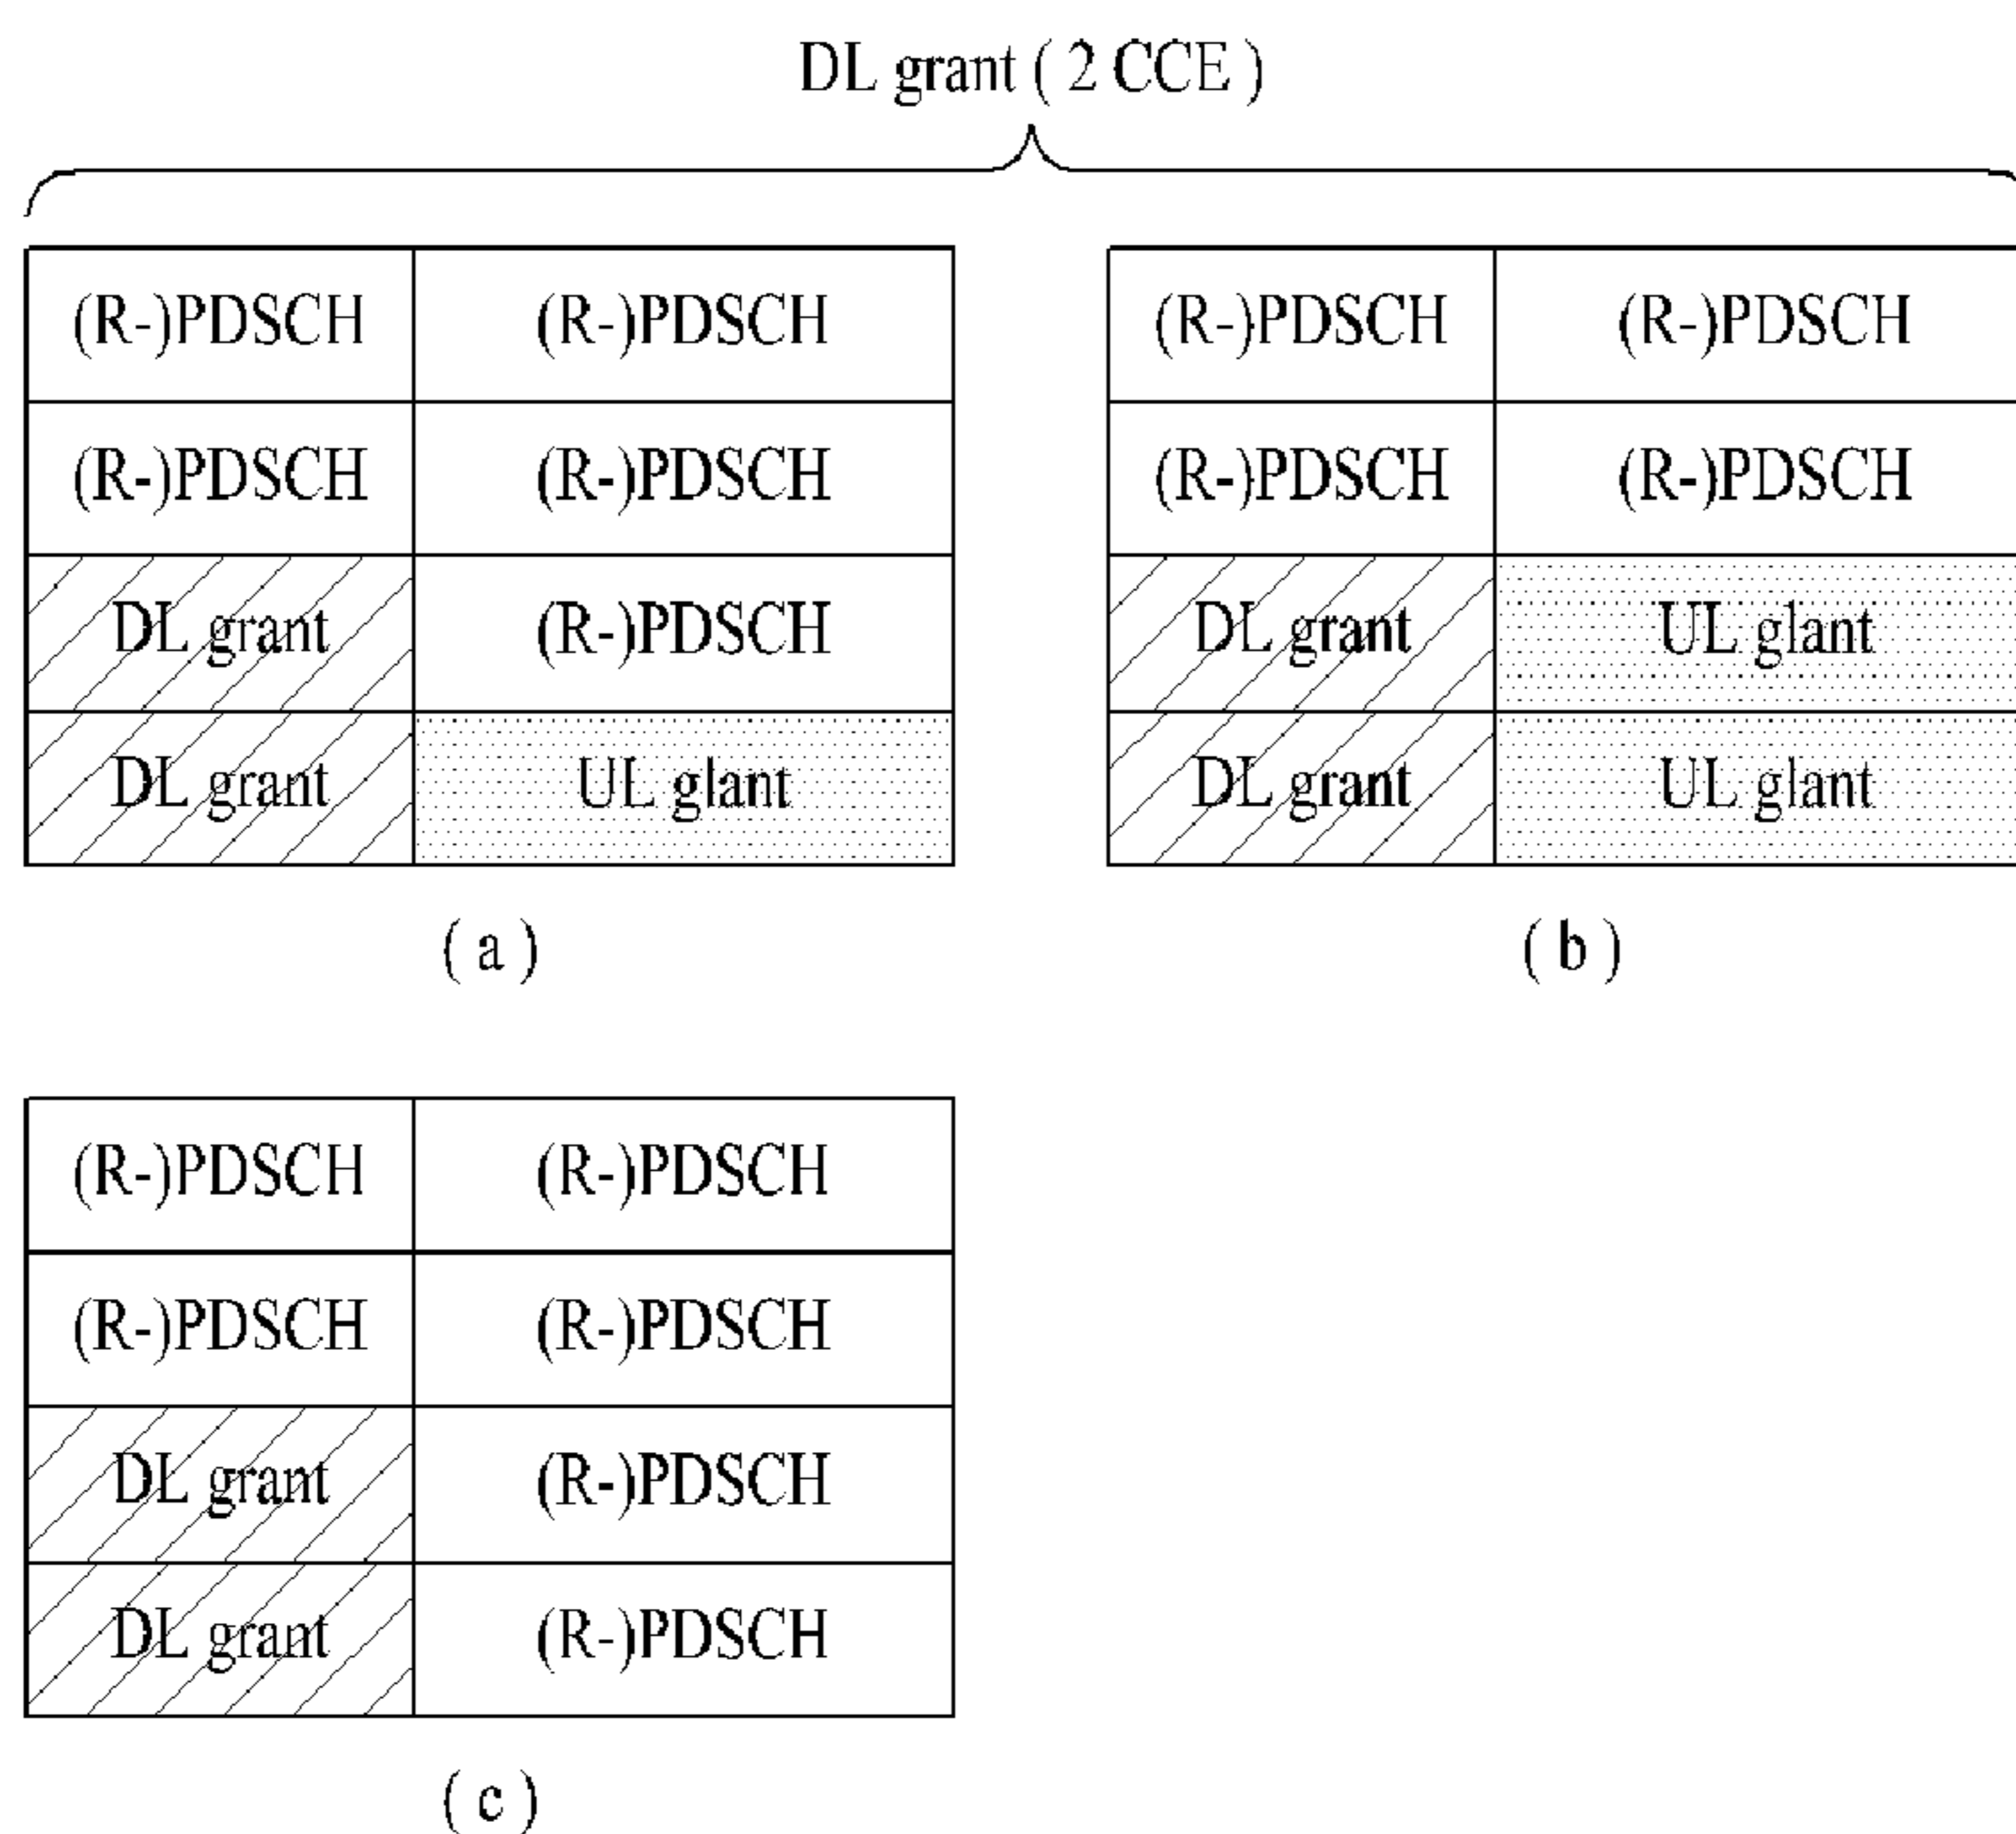 DL grant ( 2 CCE )
(R-)PDSCH (R-)PDSCH
(R-)PDSCH (R-)PDSCH
DL grant (R-)PDSCH
DL grant UL glant
( a )
(R-)PDSCH (R-)PDSCH
(R-)PDSCH (R-)PDSCH
DL grant UL glant
DL grant UL glant
( b )
(R-)PDSCH (R-)PDSCH
(R-)PDSCH (R-)PDSCH
DL grant (R-)PDSCH
DL grant (R-)PDSCH
( c )